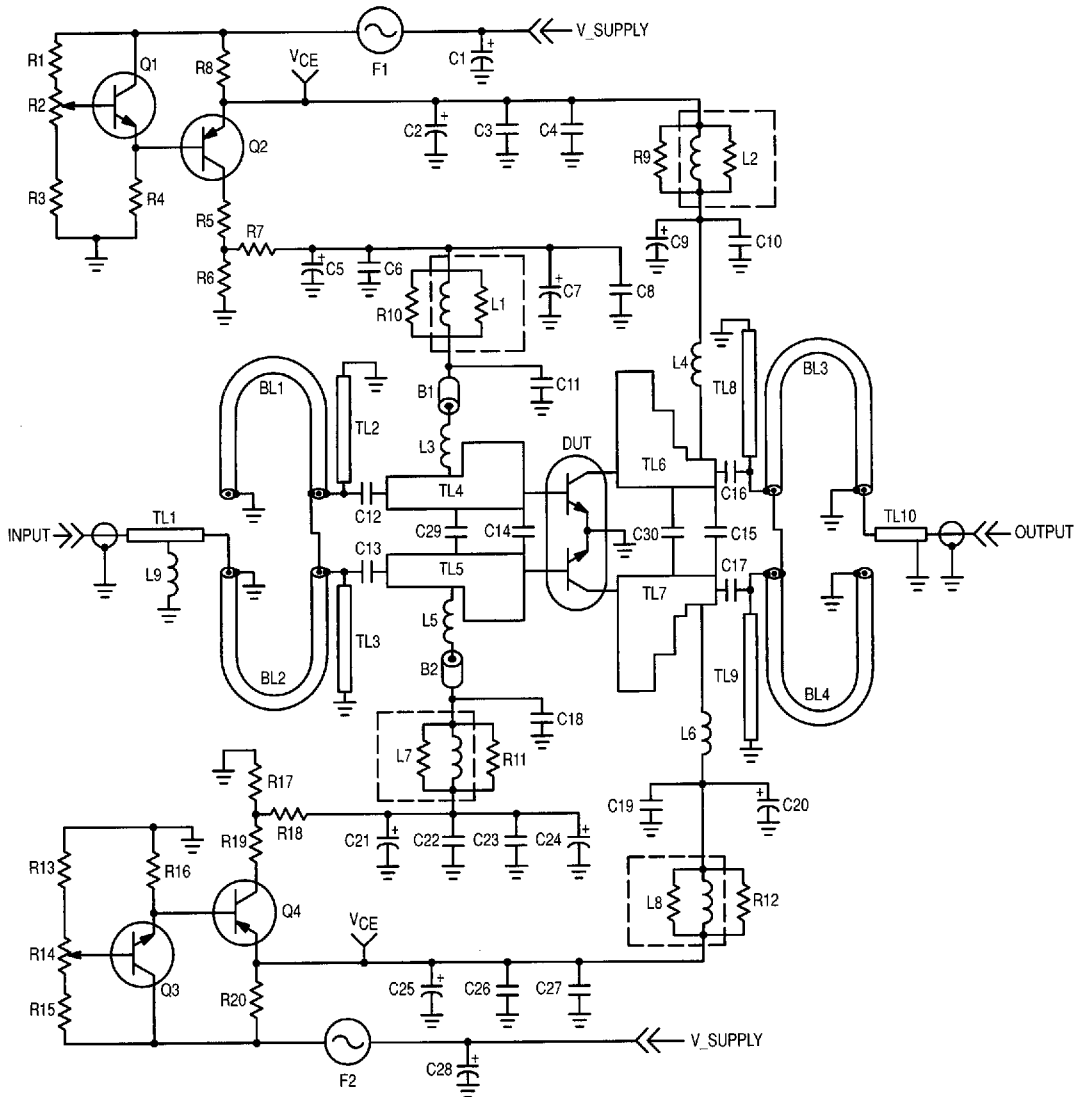 V_SUPPLY
C1
F1
R1
Q1
R8
VCE
R2
Q2
C2
C3
C4
R9
L2
R3
R4
R5
R7
C9
C10
R6
C5
C6
R10
L1
C7
C8
L4
BL1
TL2
B1
C11
TL8
BL3
L3
DUT
TL6
C16
C12
TL4
TL1
C29
C14
C30
C15
TL10
INPUT
OUTPUT
C13
TL5
C17
L9
TL7
TL3
L5
BL2
B2
TL9
BL4
C18
L6
L7
R11
R17
C19
C20
R18
R19
C21
C22
C23
C24
R13
R16
L8
R12
Q4
VCE
R14
Q3
R15
R20
C25
C26
C27
V_SUPPLY
F2
C28
+
+
+
+
+
+
+
+
+
+